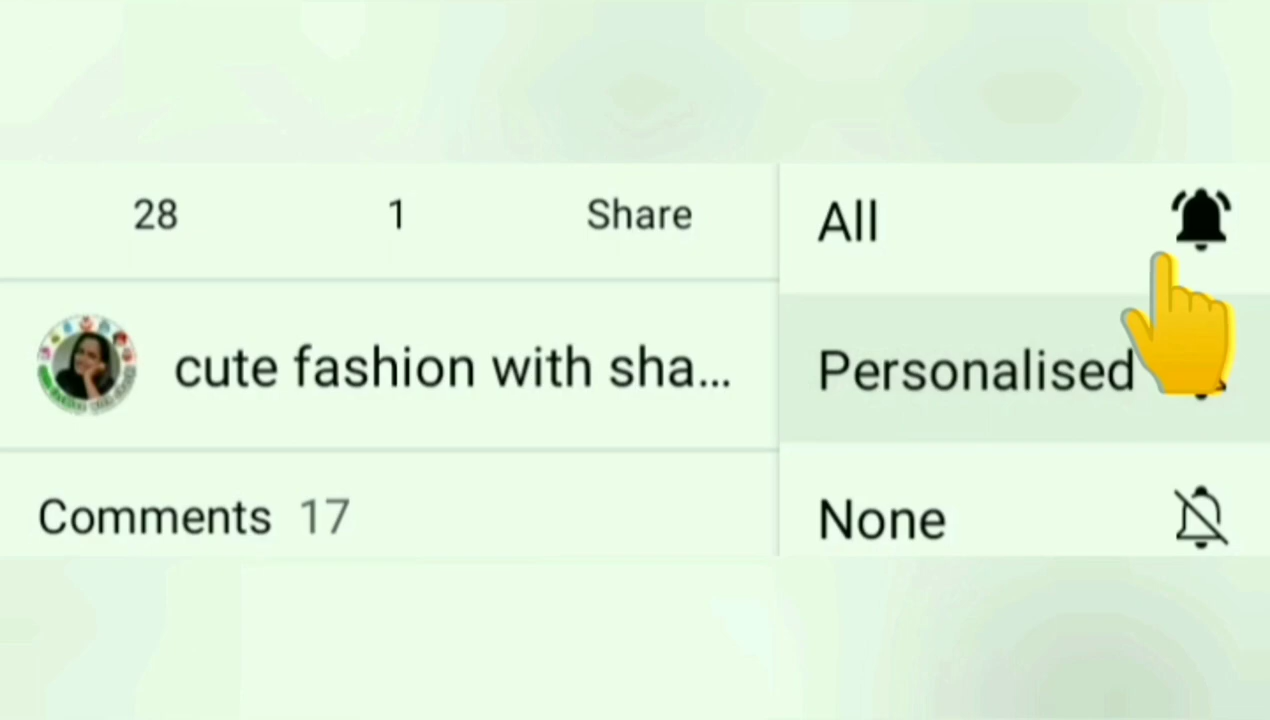 28 1 Share
cute fashion with sha...
Comments 17
All
Personalised
None